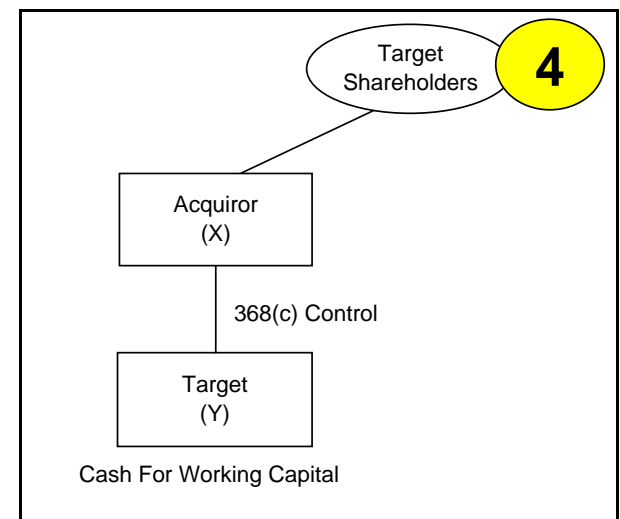 Target
Shareholders
4
Acquiror
(X)
368(c) Control
Target
(Y)
Cash For Working Capital